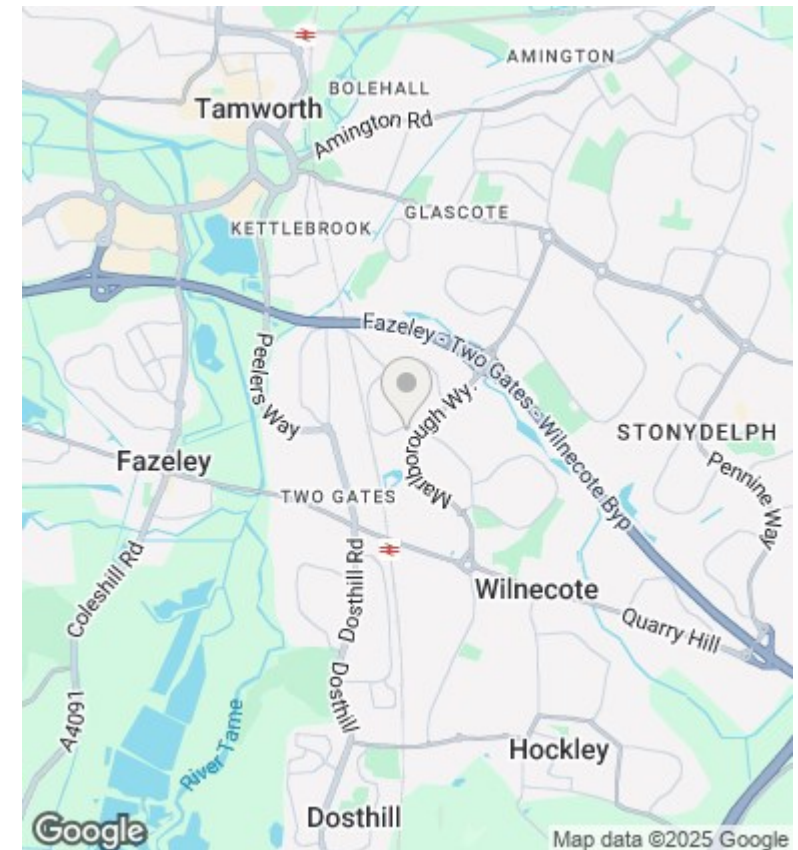 AMINGTON
BOLEHALL
Tamworth
Amington Rd
GLASCOTE
KETTLEBROOK
Fazeley - Two Gates - Wilnecote Byp
Peelers Way
Marlborough Wy.
STONYDELPH
Fazeley
Pennine Way
TWO GATES
Coleshill Rd
Dosthill Rd
Wilnecote
Quarry Hill
Dosthill
A4091
River Tame
Hockley
Dosthill
Google
Map data ©2025 Google